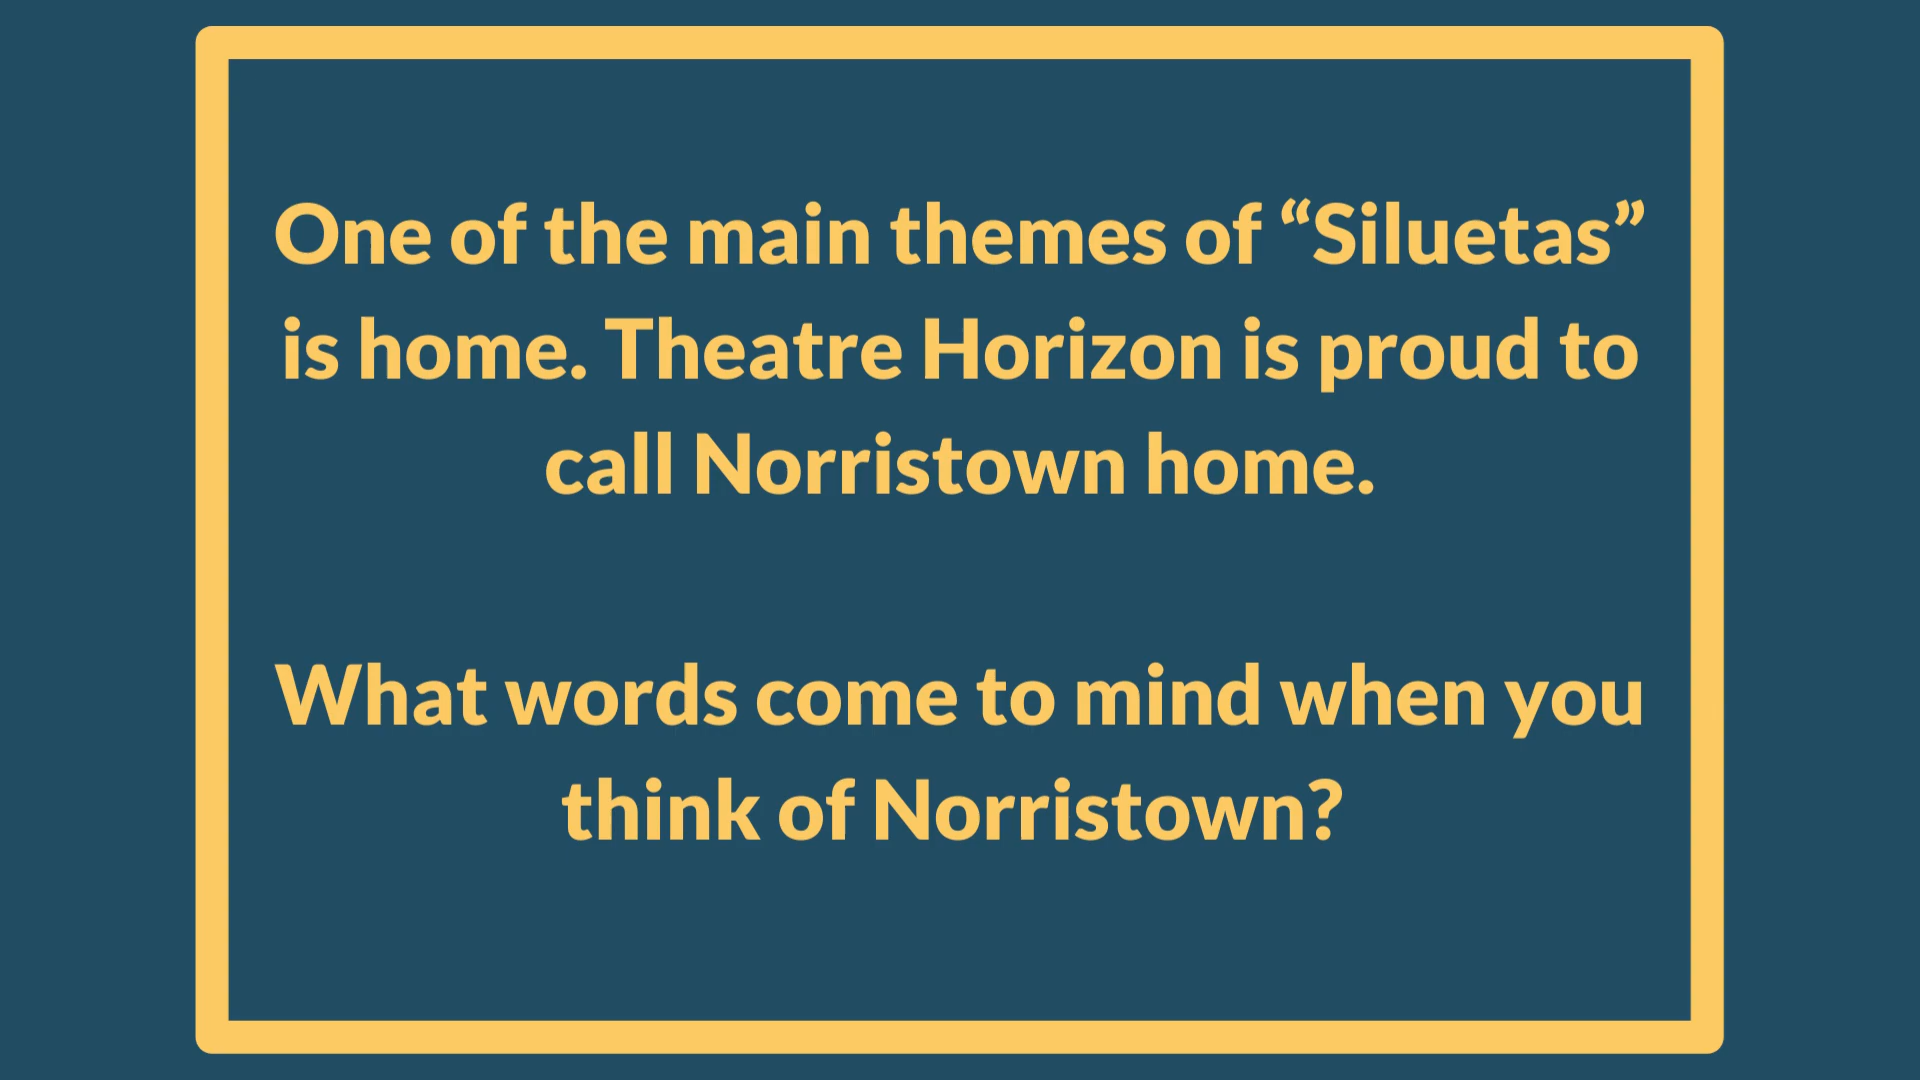 One of the main themes of “Siluetas”
is home. Theatre Horizon is proud to
call Norristown home.
What words come to mind when you
think of Norristown?